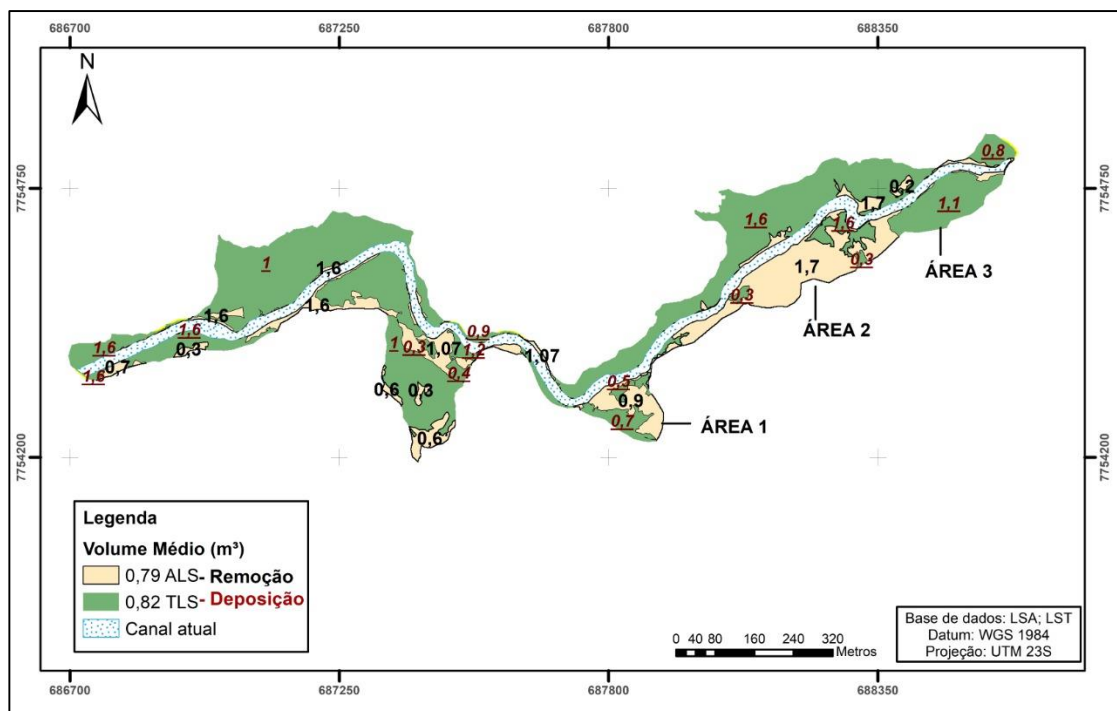 686700 687250 687800 688350
N
7754750 7754750
0,8
0,2
1,7
1,1
1,6
1,6
1
ÁREA 3
0,3
1,7
1,6
0,3
1,6
ÁREA 2
1,6
1,6
0,9
1,6
1
0,3
1,07
1,2
1,07
0,3
0,7
1,6
0,4
0,5
0,6
0,3
0,9
0,7
ÁREA 1
0,6
7754200 7754200
Legenda
Volume Médio (m³)
0,79 ALS- Remoção
0,82 TLS- Deposição
Canal atual
0 40 80 160 240 320
Metros
Base de dados: LSA; LST
Datum: WGS 1984
Projeção: UTM 23S
686700 687250 687800 688350